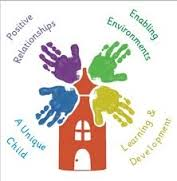 Positive
Relationships
Enabling
Environments
A Unique
Child
Learning &
Development